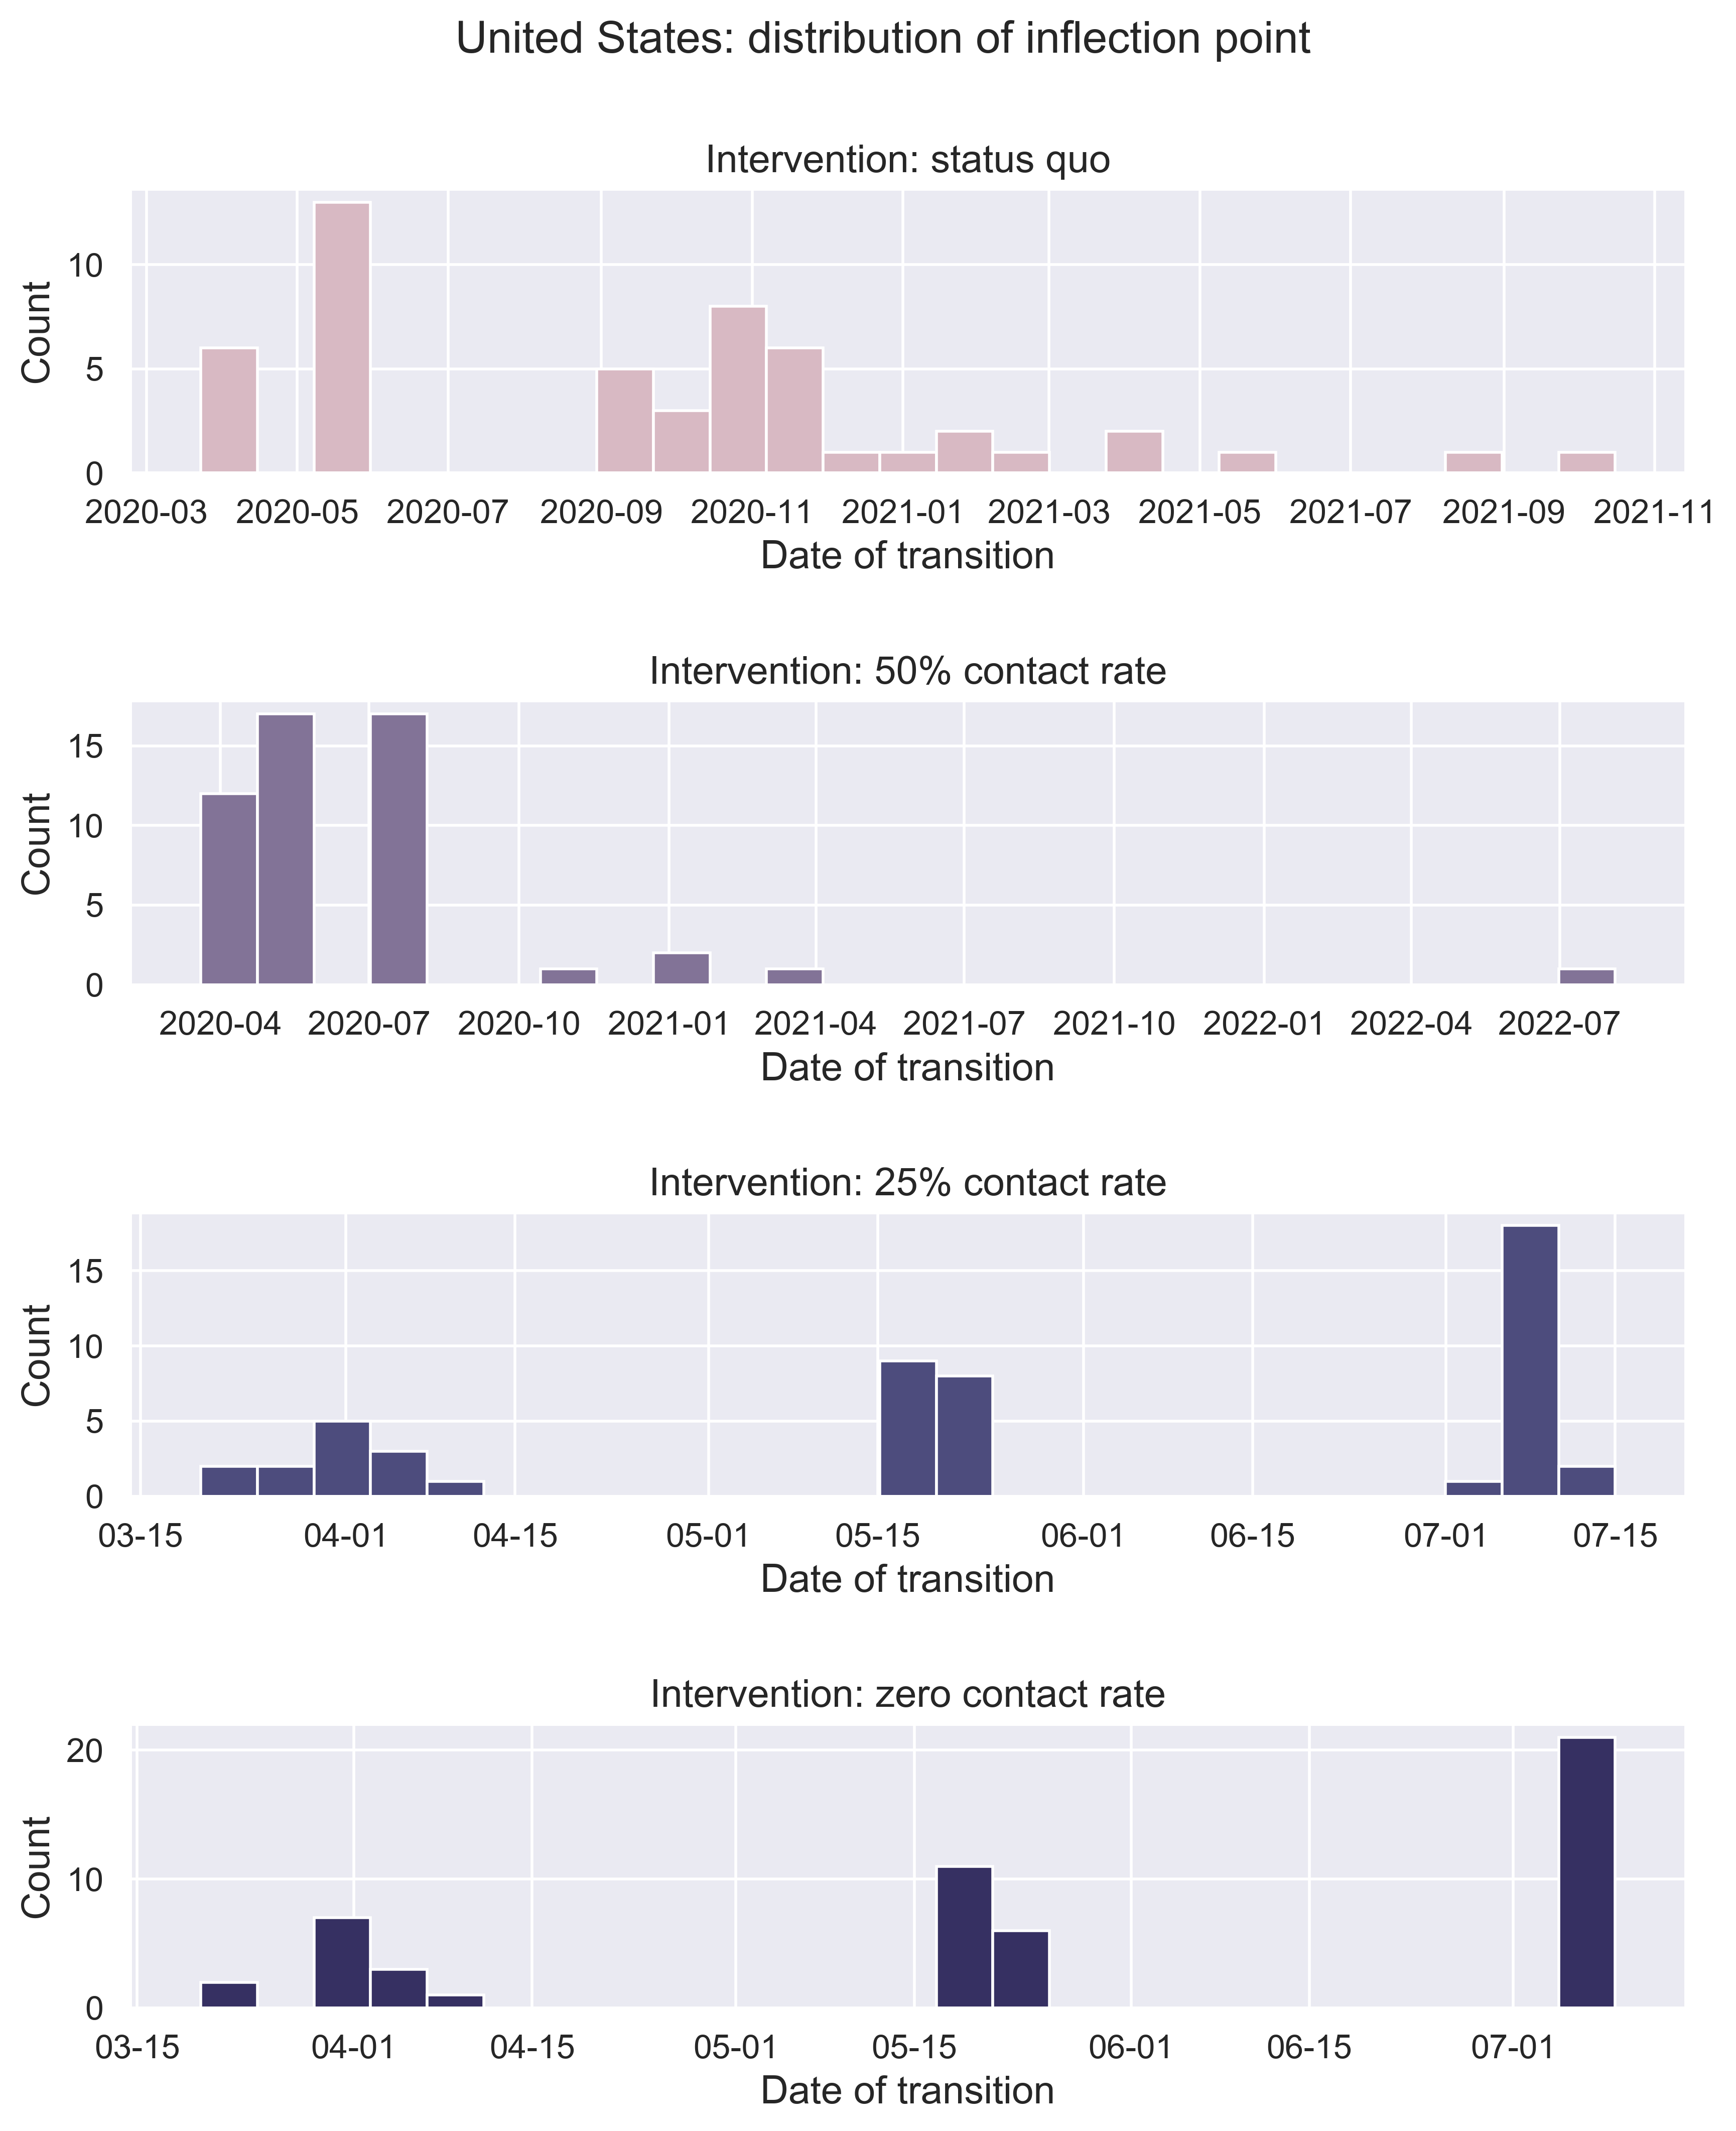 United States: distribution of inflection point
Intervention: status quo
Count
10
5
0
2020-03 2020-05 2020-07 2020-09 2020-11 2021-01 2021-03 2021-05 2021-07 2021-09 2021-11
Date of transition
Intervention: 50% contact rate
Count
15
10
5
0
2020-04 2020-07 2020-10 2021-01 2021-04 2021-07 2021-10 2022-01 2022-04 2022-07
Date of transition
Intervention: 25% contact rate
Count
15
10
5
0
03-15 04-01 04-15 05-01 05-15 06-01 06-15 07-01 07-15
Date of transition
Intervention: zero contact rate
Count
20
10
0
03-15 04-01 04-15 05-01 05-15 06-01 06-15 07-01
Date of transition